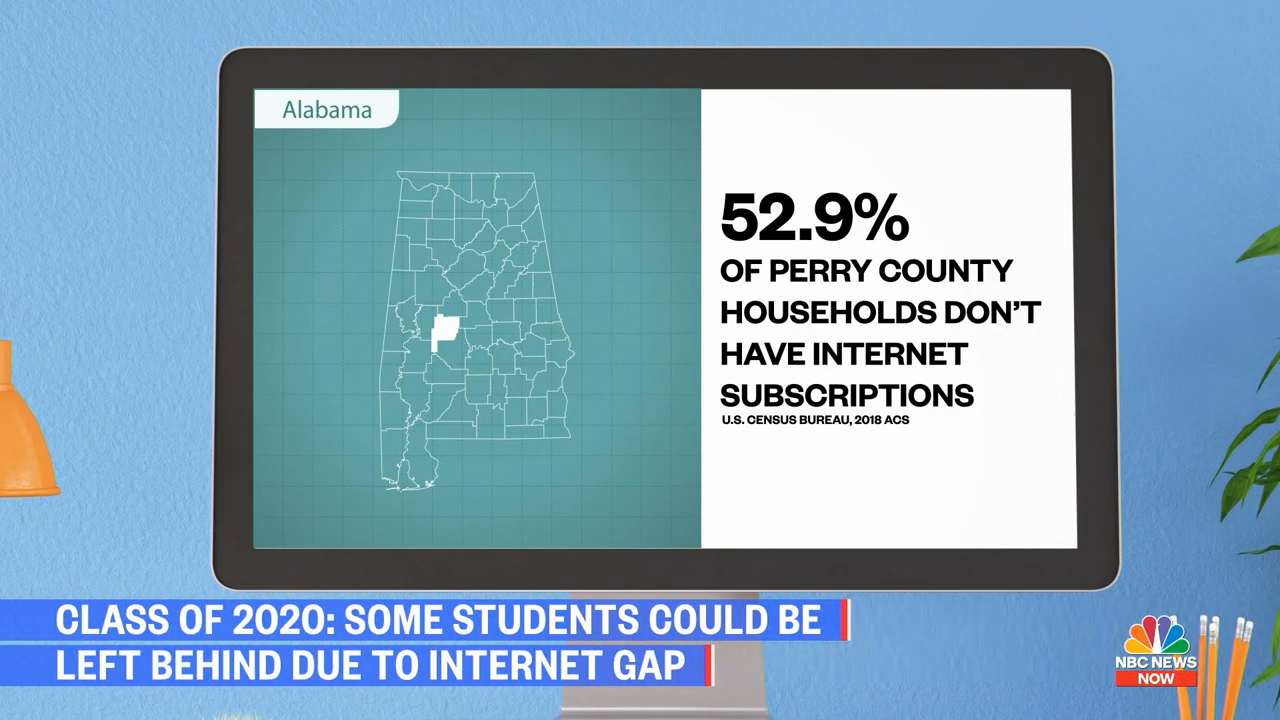 Alabama
52.9%
OF PERRY COUNTY
HOUSEHOLDS DON'T
HAVE INTERNET
SUBSCRIPTIONS
U.S. CENSUS BUREAU, 2018 ACS
CLASS OF 2020: SOME STUDENTS COULD BE
LEFT BEHIND DUE TO INTERNET GAP
NBC NEWS
NOW